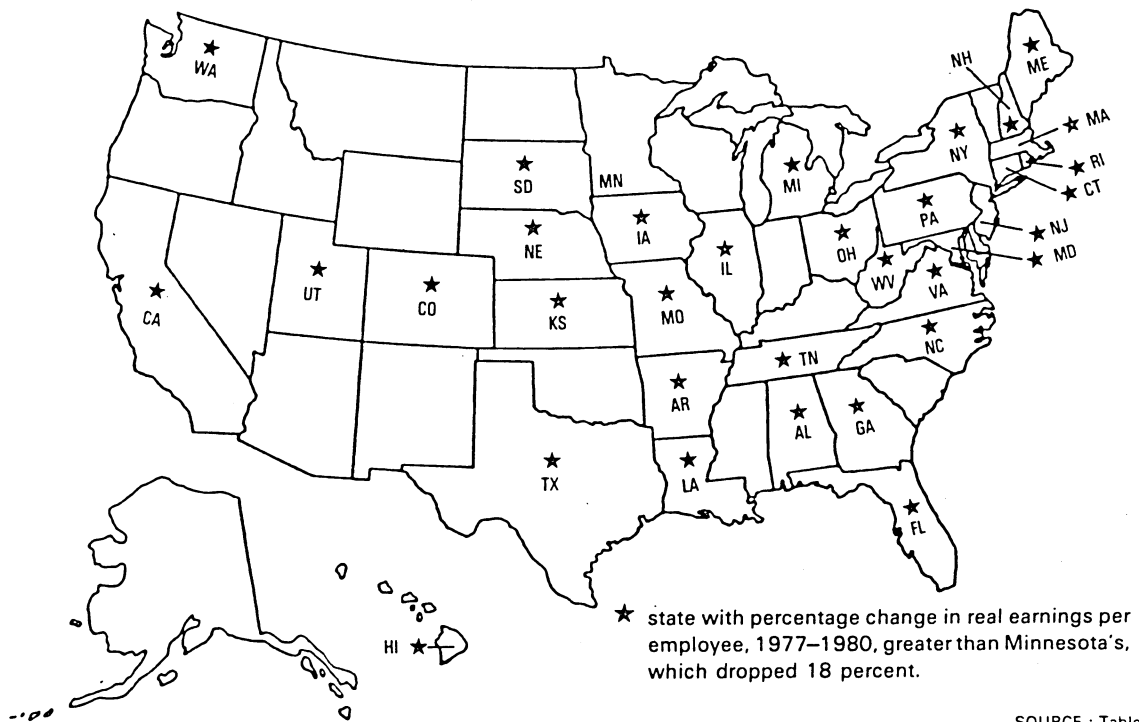 WA
NH
ME
MA
NY
RI
CT
SD
MN
MI
PA
NJ
MD
NE
IA
IL
OH
WV
VA
UT
CO
KS
MO
CA
NC
TN
AR
AL
GA
TX
LA
FL
HI
state with percentage change in real earnings per
employee, 1977–1980, greater than Minnesota's,
which dropped 18 percent.
SOURCE : Table